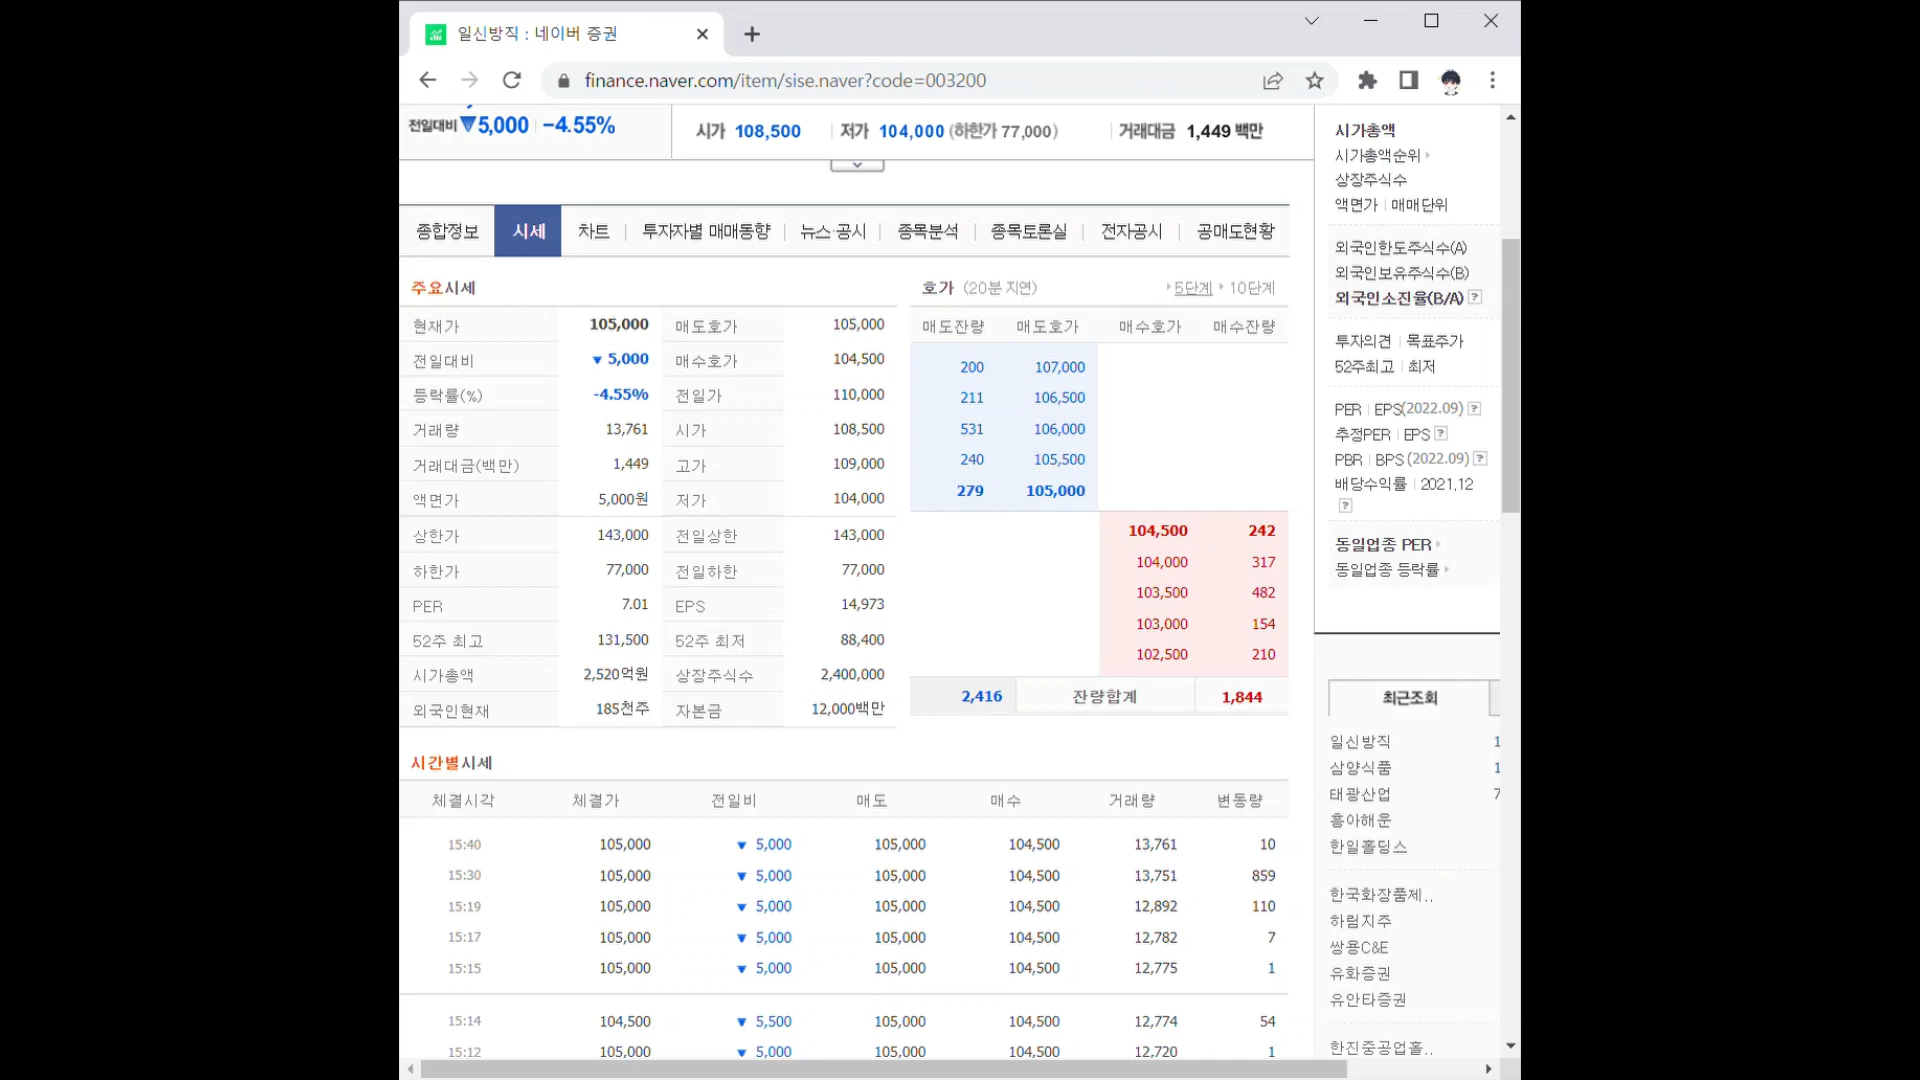 일신방직 : 네이버 증권
finance.naver.com/item/sise.naver?code=003200
전일대비 ▼5,000 | -4.55%
시가 108,500 | 저가 104,000 (하한가 77,000) | 거래대금 1,449 백만
종합정보 시세 차트 | 투자자별 매매동향 | 뉴스·공시 | 종목분석 | 종목토론실 | 전자공시 | 공매도현황
주요시세
현재가 105,000 매도호가 105,000
전일대비 ▼ 5,000 매수호가 104,500
등락률(%) -4.55% 전일가 110,000
거래량 13,761 시가 108,500
거래대금(백만) 1,449 고가 109,000
액면가 5,000원 저가 104,000
상한가 143,000 전일상한 143,000
하한가 77,000 전일하한 77,000
PER 7.01 EPS 14,973
52주 최고 131,500 52주 최저 88,400
시가총액 2,520억원 상장주식수 2,400,000
외국인현재 185천주 자본금 12,000백만
호가 (20분 지연) 5단계 10단계
매도잔량 매도호가 매수호가 매수잔량
200 107,000
211 106,500
531 106,000
240 105,500
279 105,000
104,500 242
104,000 317
103,500 482
103,000 154
102,500 210
2,416 잔량합계 1,844
시간별시세
체결시각 체결가 전일비 매도 매수 거래량 변동량
15:40 105,000 ▼ 5,000 105,000 104,500 13,761 10
15:30 105,000 ▼ 5,000 105,000 104,500 13,751 859
15:19 105,000 ▼ 5,000 105,000 104,500 12,892 110
15:17 105,000 ▼ 5,000 105,000 104,500 12,782 7
15:15 105,000 ▼ 5,000 105,000 104,500 12,775 1
15:14 104,500 ▼ 5,500 105,000 104,500 12,774 54
15:12 105,000 ▼ 5,000 105,000 104,500 12,720 1
시가총액
시가총액순위
상장주식수
액면가 | 매매단위
외국인한도주식수(A)
외국인보유주식수(B)
외국인소진율(B/A) ?
투자의견 | 목표주가
52주최고 | 최저
PER | EPS(2022.09) ?
추정PER | EPS ?
PBR | BPS (2022.09) ?
배당수익률 | 2021.12
?
동일업종 PER
동일업종 등락률
최근조회
일신방직 1
삼양식품 1
태광산업 7
흥아해운
한일홀딩스
한국화장품제..
하림지주
쌍용C&E
유화증권
유안타증권
한진중공업홀..